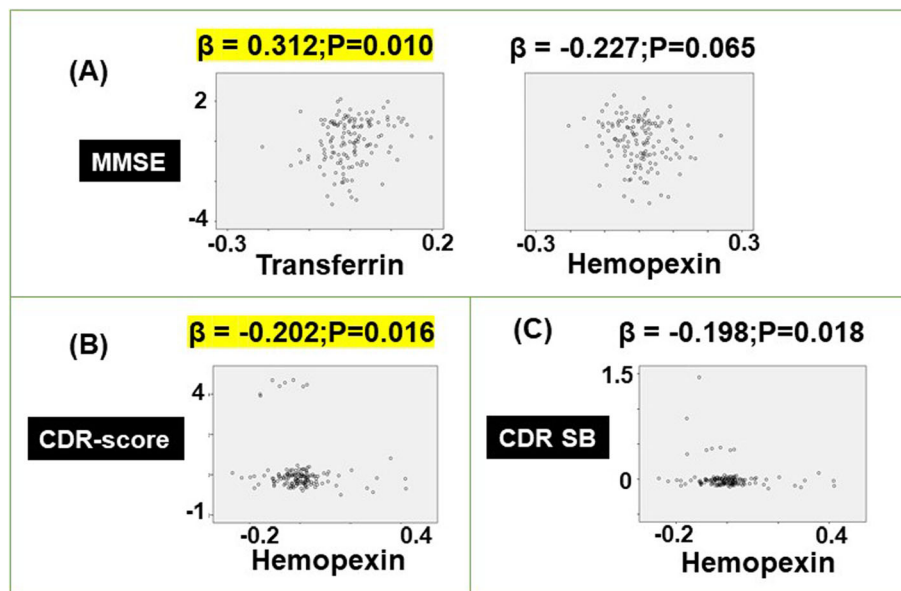 β = 0.312;P=0.010
β = -0.227;P=0.065
(A)
2
MMSE
-4
-0.3
0.2
-0.3
0.3
Transferrin
Hemopexin
(B)
β = -0.202;P=0.016
4
CDR-score
-1
-0.2
0.4
Hemopexin
(C)
β = -0.198;P=0.018
1.5
CDR SB
0
-0.2
0.4
Hemopexin